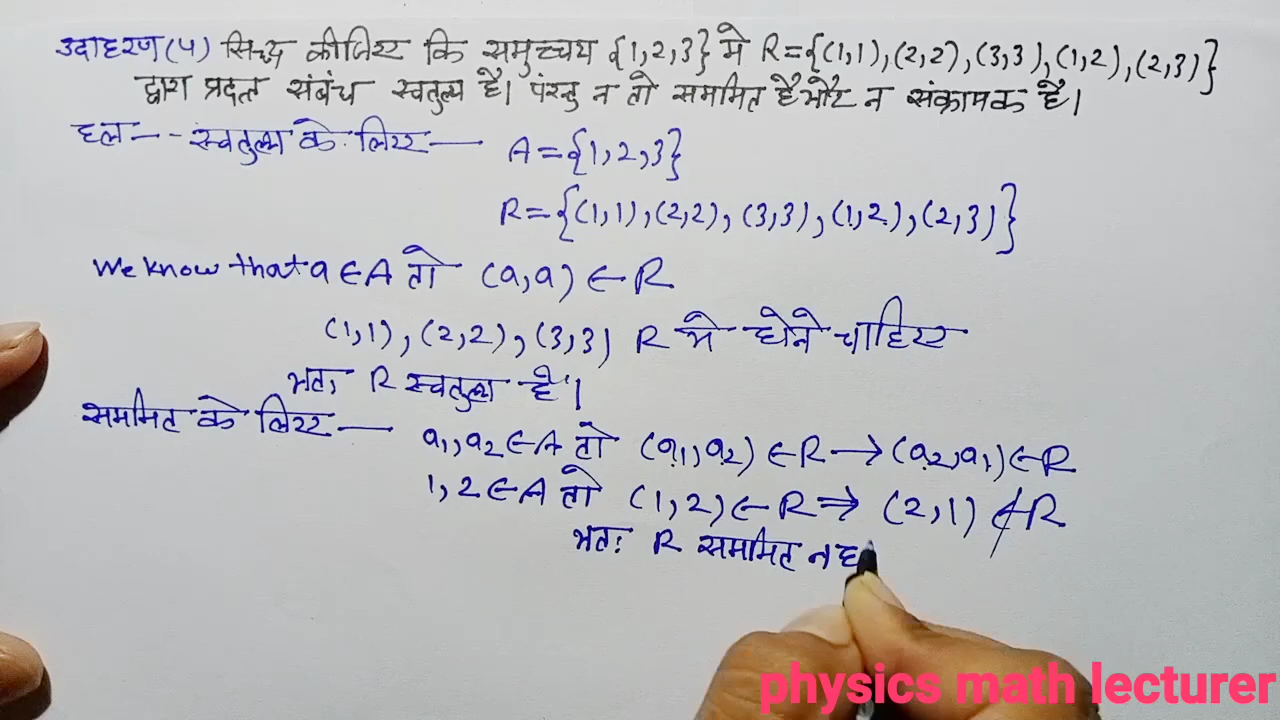 उदाहरण(५) सिद्ध कीजिए कि समुच्चय {1,2,3} मे R={(1,1),(2,2),(3,3),(1,2),(2,3)}
द्वारा प्रदत्त संबंध स्वतुल्य है। परंन्तु न तो सममित है और न संक्रामक है।
हल-- स्वतुल्य के लिए — A={1,2,3}
R={(1,1),(2,2),(3,3),(1,2),(2,3)}
We know that a∈A तो (a,a)∈R
(1,1),(2,2),(3,3) R मे होने चाहिए
अतः R स्वतुल्य है।
सममित के लिए — a₁,a₂∈A तो (a₁,a₂)∈R→(a₂,a₁)∈R
1,2∈A तो (1,2)∈R⇒(2,1)∉R
अतः R सममित नह
physics math lecturer